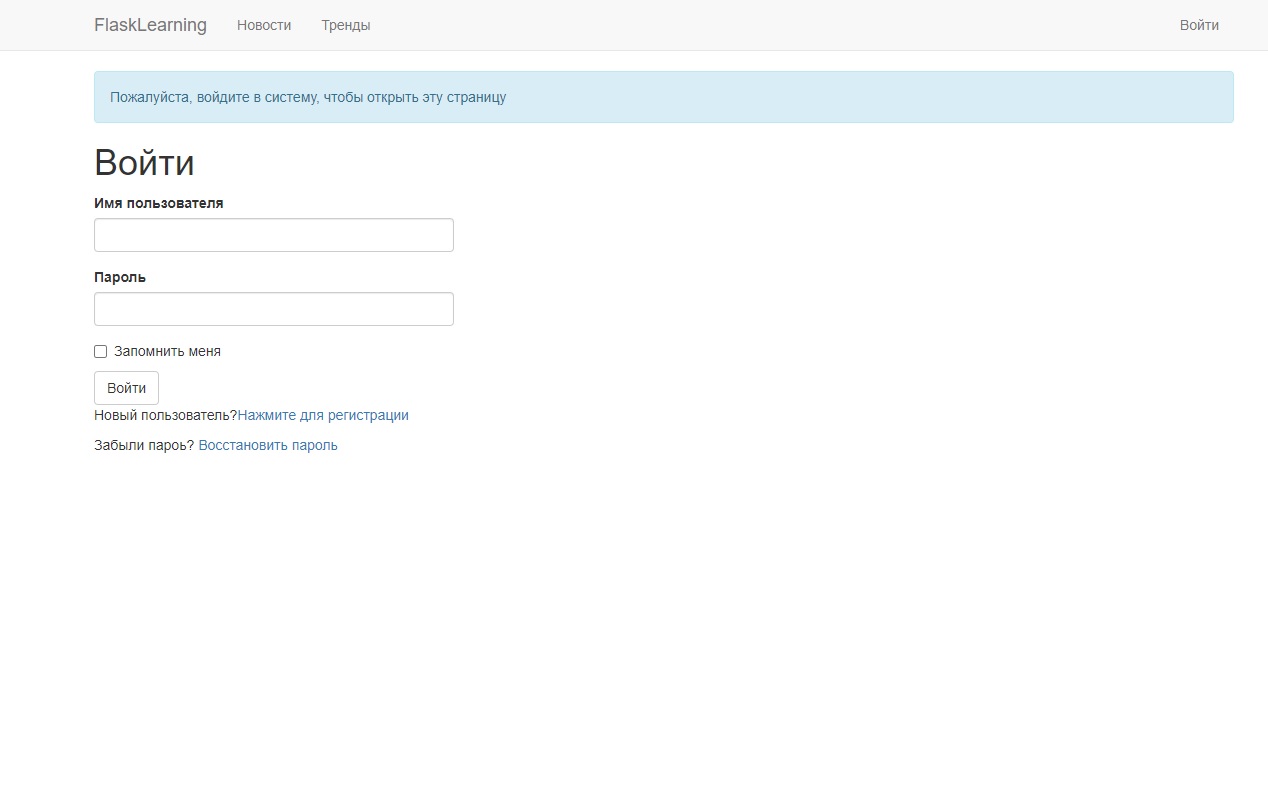 FlaskLearning Новости Тренды Войти
Пожалуйста, войдите в систему, чтобы открыть эту страницу
Войти
Имя пользователя
Пароль
Запомнить меня
Войти
Новый пользователь?Нажмите для регистрации
Забыли пароь? Восстановить пароль